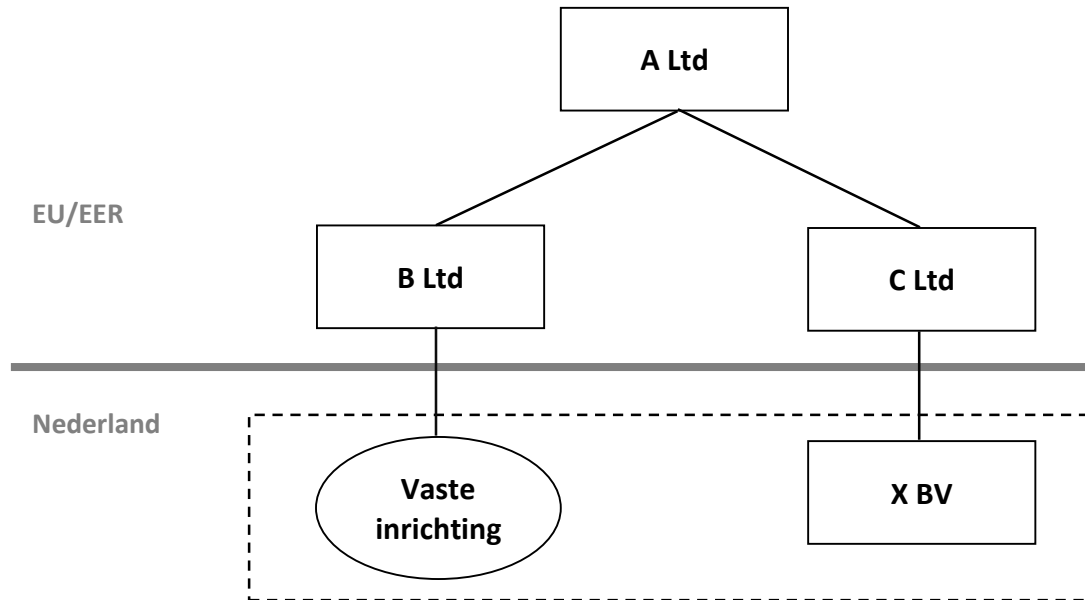 A Ltd
EU/EER
B Ltd
C Ltd
Nederland
Vaste
inrichting
X BV